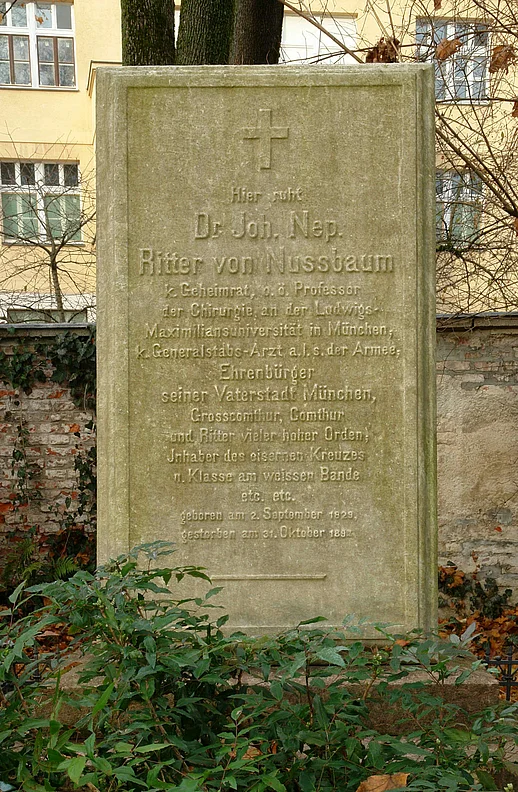 Hier ruht
Dr. Joh. Nep.
Ritter von Nussbaum
k. Geheimrat, o. ö. Professor
der Chirurgie, an der Ludwigs-
Maximiliansuniversität in München,
k. Generalstabs-Arzt a. l. s. der Armee,
Ehrenbürger
seiner Vaterstadt München,
Grosscomthur, Comthur
und Ritter vieler hoher Orden,
Jnhaber des eisernen Kreuzes
II. Klasse am weissen Bande
etc. etc.
geboren am 2. September 1829,
gestorben am 31. Oktober